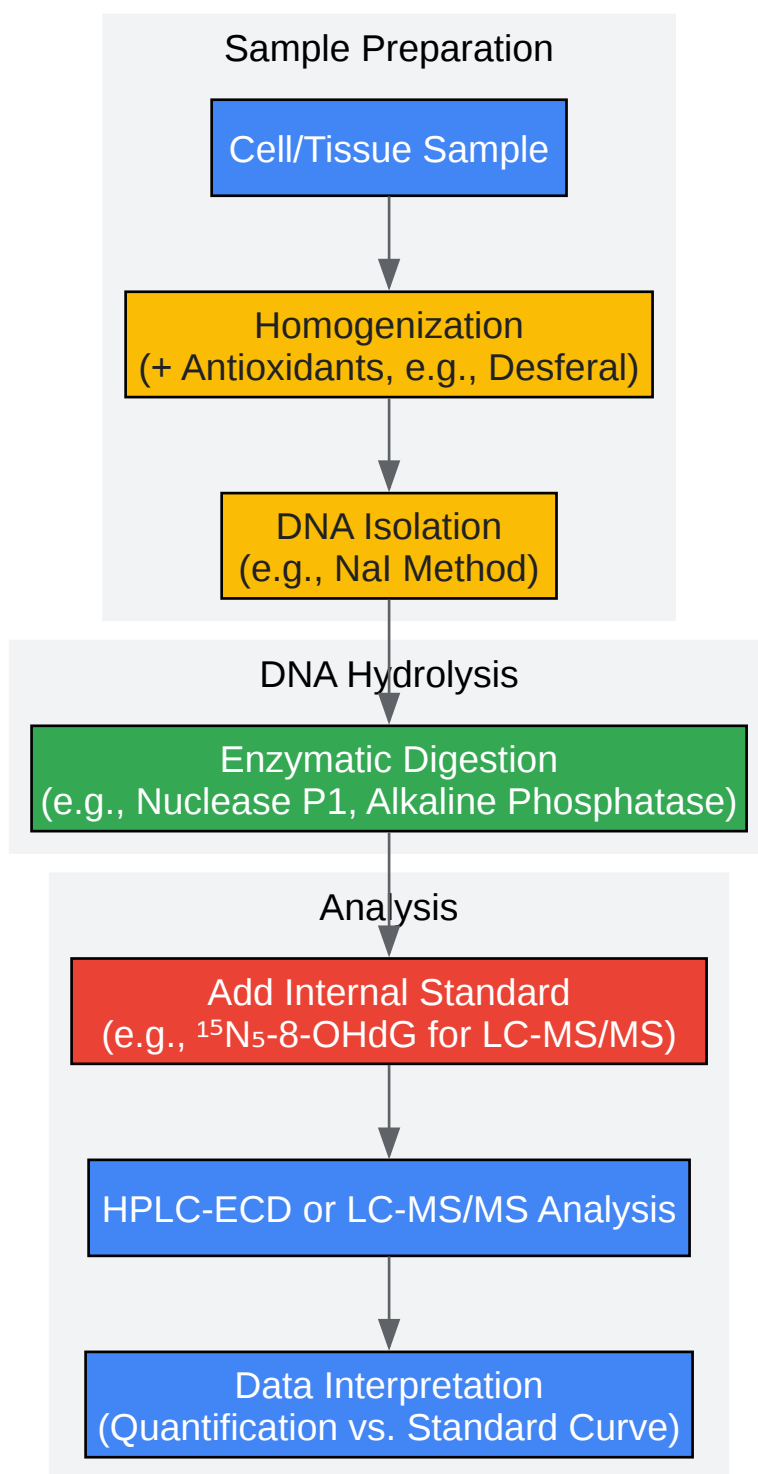 Sample Preparation
Cell/Tissue Sample
Homogenization
(+ Antioxidants, e.g., Desferal)
DNA Isolation
(e.g., NaI Method)
DNA Hydrolysis
Enzymatic Digestion
(e.g., Nuclease P1, Alkaline Phosphatase)
Analysis
Add Internal Standard
(e.g., ¹⁵N₅-8-OHdG for LC-MS/MS)
HPLC-ECD or LC-MS/MS Analysis
Data Interpretation
(Quantification vs. Standard Curve)